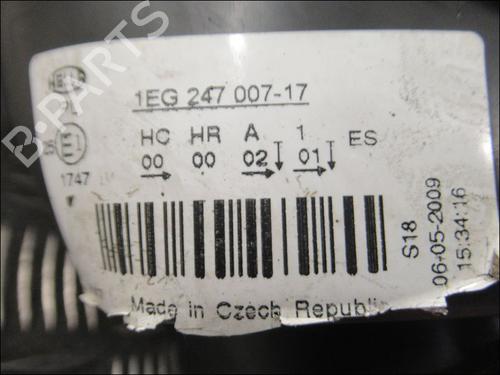 HELLA
1EG 247 007-17
HC HR A 1 ES
00 00 02 01
E1
1747
S18
06-05-2009
15:34:16
Made in Czech Republic
B-PARTS